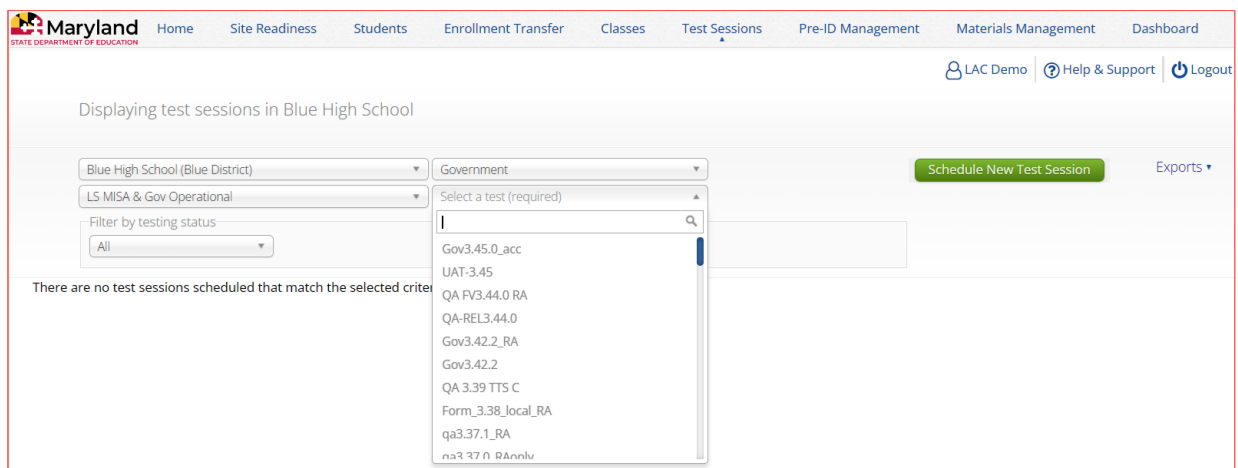 Maryland
STATE DEPARTMENT OF EDUCATION
Home Site Readiness Students Enrollment Transfer Classes Test Sessions Pre-ID Management Materials Management Dashboard
LAC Demo ? Help & Support Logout
Displaying test sessions in Blue High School
Blue High School (Blue District) Government Schedule New Test Session Exports
LS MISA & Gov Operational Select a test (required)
Filter by testing status
All
Gov3.45.0_acc
UAT-3.45
There are no test sessions scheduled that match the selected criter
QA FV3.44.0 RA
QA-REL3.44.0
Gov3.42.2_RA
Gov3.42.2
QA 3.39 TTS C
Form_3.38_local_RA
qa3.37.1_RA
qa3.37.0_RAonly